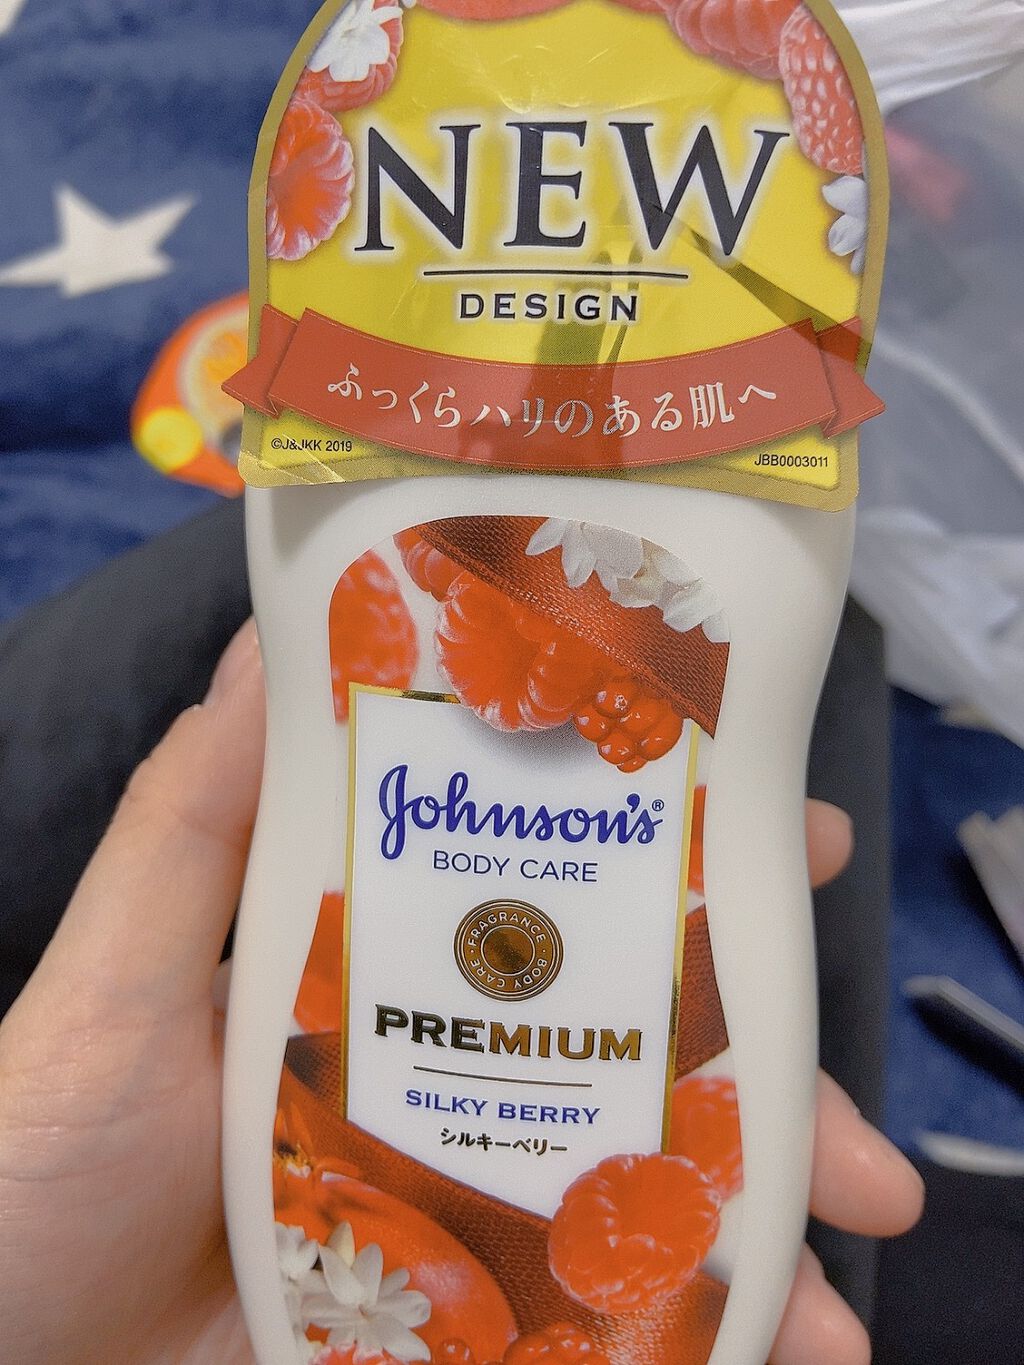 NEW
DESIGN
ふっくらハリのある肌へ
©J&JKK 2019
JBB0003011
Johnson's®
BODY CARE
FRAGRANCE · BODY CARE ·
PREMIUM
SILKY BERRY
シルキーベリー